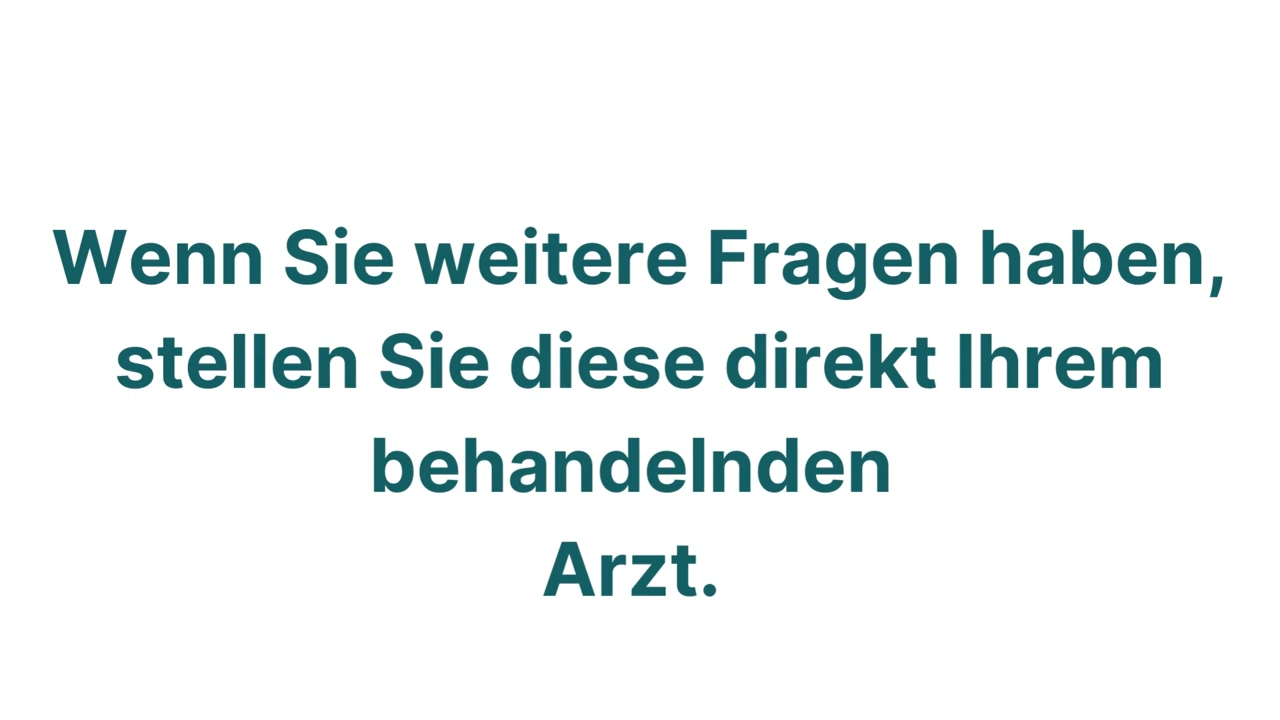 Wenn Sie weitere Fragen haben,
stellen Sie diese direkt Ihrem
behandelnden
Arzt.